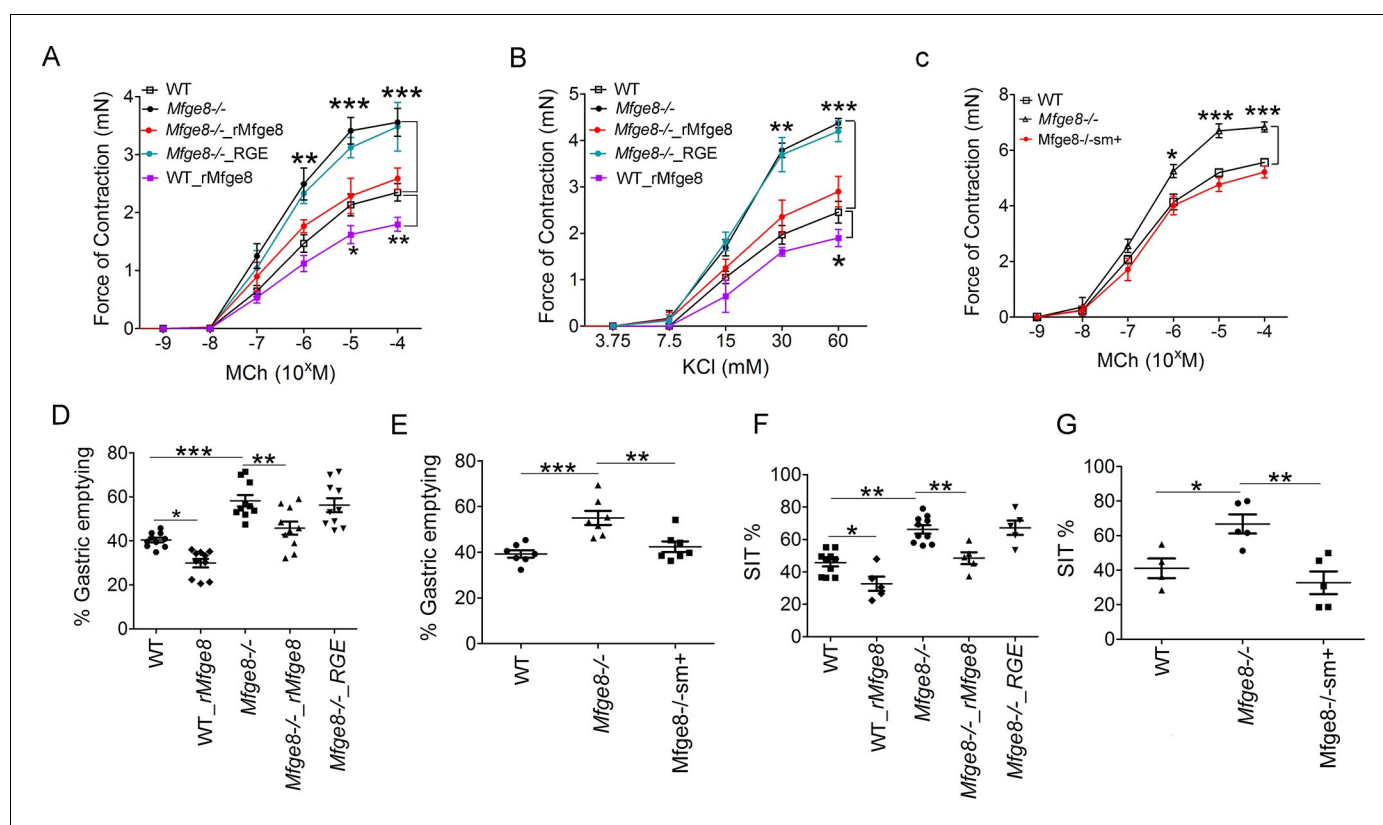 A
WT
Mfge8-/-
Mfge8-/-_rMfge8
Mfge8-/-_RGE
WT_rMfge8
Force of Contraction (mN)
4
3
2
1
0
***
***
**
*
**
-9 -8 -7 -6 -5 -4
MCh (10^xM)
B
WT
Mfge8-/-
Mfge8-/-_rMfge8
Mfge8-/-_RGE
WT_rMfge8
Force of Contraction (mN)
5
4
3
2
1
0
**
***
*
3.75 7.5 15 30 60
KCl (mM)
c
WT
Mfge8-/-
Mfge8-/-sm+
Force of Contraction (mN)
8
6
4
2
0
*
***
***
-9 -8 -7 -6 -5 -4
MCh (10^xM)
D
% Gastric emptying
80
60
40
20
0
***
**
*
WT
WT_rMfge8
Mfge8-/-
Mfge8-/-_rMfge8
Mfge8-/-_RGE
E
% Gastric emptying
80
60
40
20
0
***
**
WT
Mfge8-/-
Mfge8-/-sm+
F
SIT %
100
80
60
40
20
0
**
**
*
WT
WT_rMfge8
Mfge8-/-
Mfge8-/-_rMfge8
Mfge8-/-_RGE
G
SIT %
100
80
60
40
20
0
*
**
WT
Mfge8-/-
Mfge8-/-sm+